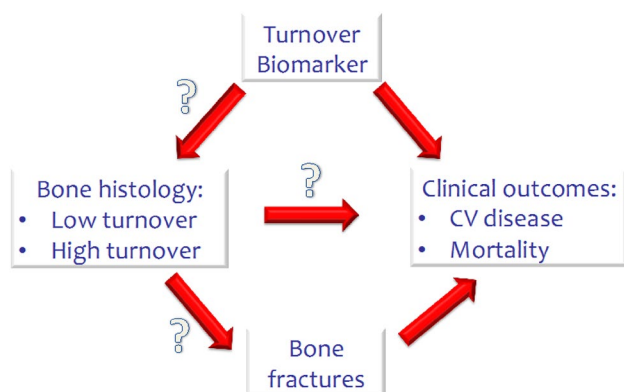 Turnover
Biomarker
?
?
Bone histology:
• Low turnover
• High turnover
Clinical outcomes:
• CV disease
• Mortality
?
Bone
fractures